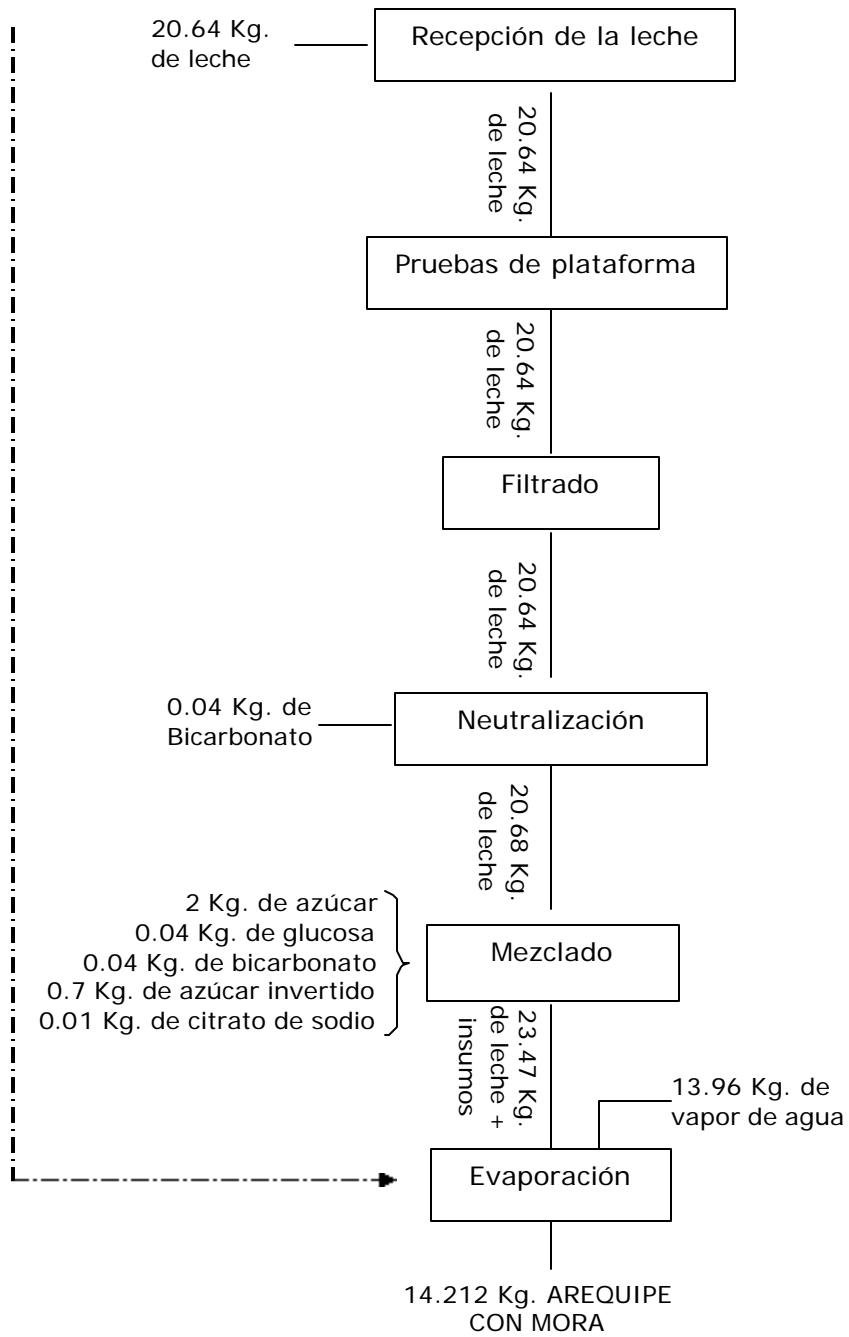 20.64 Kg.
de leche
Recepción de la leche
20.64 Kg.
de leche
Pruebas de plataforma
20.64 Kg.
de leche
Filtrado
20.64 Kg.
de leche
0.04 Kg. de
Bicarbonato
Neutralización
20.68 Kg.
de leche
2 Kg. de azúcar
0.04 Kg. de glucosa
0.04 Kg. de bicarbonato
0.7 Kg. de azúcar invertido
0.01 Kg. de citrato de sodio
Mezclado
23.47 Kg.
de leche +
insumos
13.96 Kg. de
vapor de agua
Evaporación
14.212 Kg. AREQUIPE
CON MORA